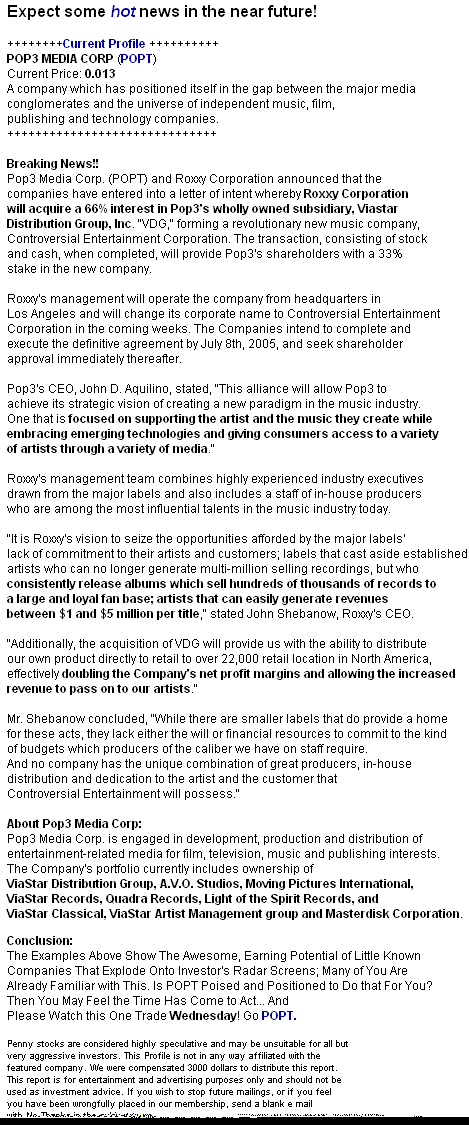 Expect some hot news in the near future!
++++++++Current Profile ++++++++++
POP3 MEDIA CORP (POPT)
Current Price: 0.013
A company which has positioned itself in the gap between the major media
conglomerates and the universe of independent music, film,
publishing and technology companies.
++++++++++++++++++++++++++++++
Breaking News!!
Pop3 Media Corp. (POPT) and Roxxy Corporation announced that the
companies have entered into a letter of intent whereby Roxxy Corporation
will acquire a 66% interest in Pop3's wholly owned subsidiary, Viastar
Distribution Group, Inc. "VDG," forming a revolutionary new music company,
Controversial Entertainment Corporation. The transaction, consisting of stock
and cash, when completed, will provide Pop3's shareholders with a 33%
stake in the new company.
Roxxy's management will operate the company from headquarters in
Los Angeles and will change its corporate name to Controversial Entertainment
Corporation in the coming weeks. The Companies intend to complete and
execute the definitive agreement by July 8th, 2005, and seek shareholder
approval immediately thereafter.
Pop3's CEO, John D. Aquilino, stated, "This alliance will allow Pop3 to
achieve its strategic vision of creating a new paradigm in the music industry.
One that is focused on supporting the artist and the music they create while
embracing emerging technologies and giving consumers access to a variety
of artists through a variety of media."
Roxxy's management team combines highly experienced industry executives
drawn from the major labels and also includes a staff of in-house producers
who are among the most influential talents in the music industry today.
"It is Roxxy's vision to seize the opportunities afforded by the major labels'
lack of commitment to their artists and customers; labels that cast aside established
artists who can no longer generate multi-million selling recordings, but who
consistently release albums which sell hundreds of thousands of records to
a large and loyal fan base; artists that can easily generate revenues
between $1 and $5 million per title," stated John Shebanow, Roxxy's CEO.
"Additionally, the acquisition of VDG will provide us with the ability to distribute
our own product directly to retail to over 22,000 retail location in North America,
effectively doubling the Company's net profit margins and allowing the increased
revenue to pass on to our artists."
Mr. Shebanow concluded, "While there are smaller labels that do provide a home
for these acts, they lack either the will or financial resources to commit to the kind
of budgets which producers of the caliber we have on staff require.
And no company has the unique combination of great producers, in-house
distribution and dedication to the artist and the customer that
Controversial Entertainment will possess."
About Pop3 Media Corp:
Pop3 Media Corp. is engaged in development, production and distribution of
entertainment-related media for film, television, music and publishing interests.
The Company's portfolio currently includes ownership of
ViaStar Distribution Group, A.V.O. Studios, Moving Pictures International,
ViaStar Records, Quadra Records, Light of the Spirit Records, and
ViaStar Classical, ViaStar Artist Management group and Masterdisk Corporation.
Conclusion:
The Examples Above Show The Awesome, Earning Potential of Little Known
Companies That Explode Onto Investor's Radar Screens; Many of You Are
Already Familiar with This. Is POPT Poised and Positioned to Do that For You?
Then You May Feel the Time Has Come to Act... And
Please Watch this One Trade Wednesday! Go POPT.
Penny stocks are considered highly speculative and may be unsuitable for all but
very aggressive investors. This Profile is not in any way affiliated with the
featured company. We were compensated 3000 dollars to distribute this report.
This report is for entertainment and advertising purposes only and should not be
used as investment advice. If you wish to stop future mailings, or if you feel
you have been wrongfully placed in our membership, send a blank e mail